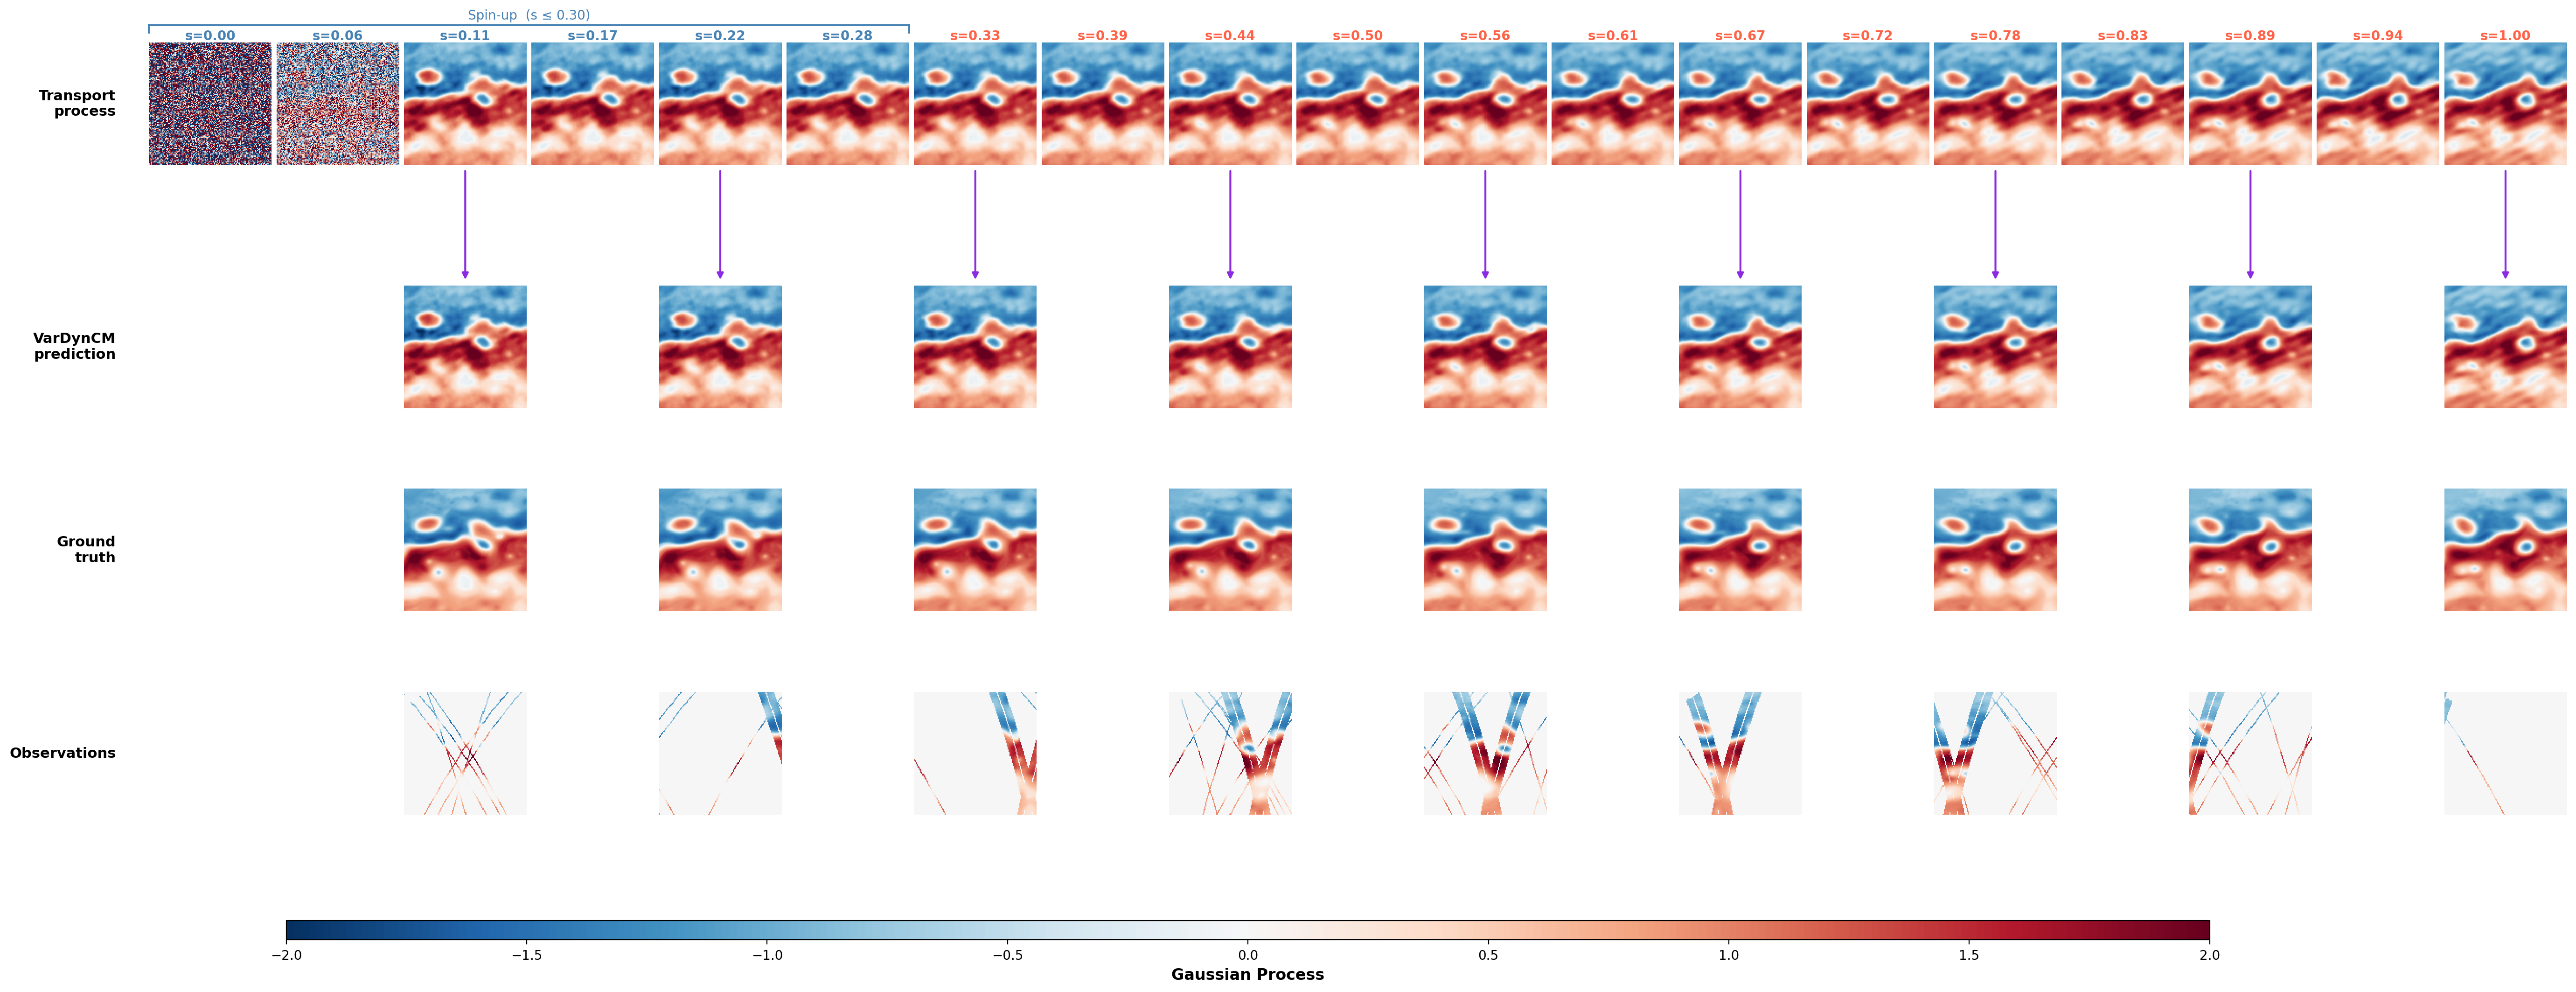 Spin-up (s ≤ 0.30)
s=0.00 s=0.06 s=0.11 s=0.17 s=0.22 s=0.28 s=0.33 s=0.39 s=0.44 s=0.50 s=0.56 s=0.61 s=0.67 s=0.72 s=0.78 s=0.83 s=0.89 s=0.94 s=1.00
Transport
process
VarDynCM
prediction
Ground
truth
Observations
−2.0 −1.5 −1.0 −0.5 0.0 0.5 1.0 1.5 2.0
Gaussian Process